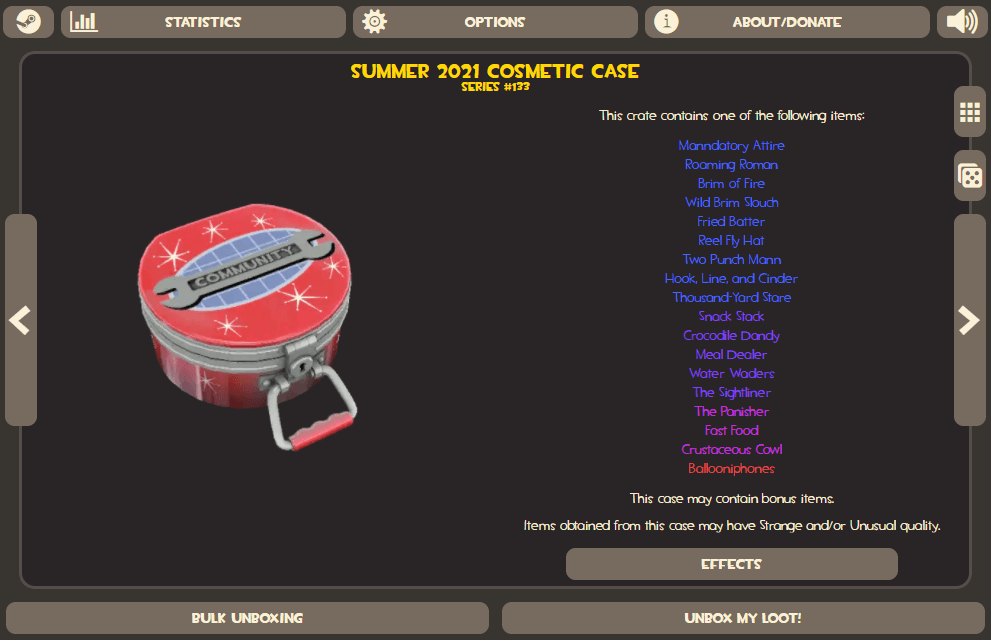 STATISTICS
OPTIONS
i
ABOUT/DONATE
SUMMER 2021 COSMETIC CASE
SERIES #133
This crate contains one of the following items:
Manndatory Attire
Roaming Roman
Brim of Fire
Wild Brim Slouch
Fried Batter
Reel Fly Hat
Two Punch Mann
Hook, Line, and Cinder
Thousand-Yard Stare
Snack Stack
Crocodile Dandy
Meal Dealer
Water Waders
The Sightliner
The Panisher
Fast Food
Crustaceous Cowl
Ballooniphones
This case may contain bonus items.
Items obtained from this case may have Strange and/or Unusual quality.
COMMUNITY
EFFECTS
BULK UNBOXING
UNBOX MY LOOT!